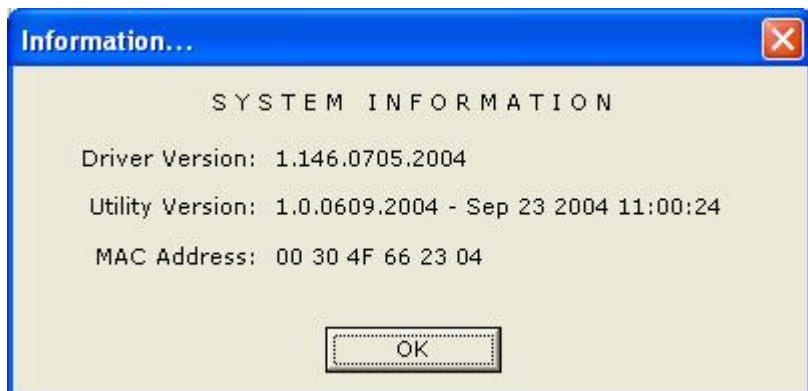 Information...
SYSTEM INFORMATION
Driver Version: 1.146.0705.2004
Utility Version: 1.0.0609.2004 - Sep 23 2004 11:00:24
MAC Address: 00 30 4F 66 23 04
OK